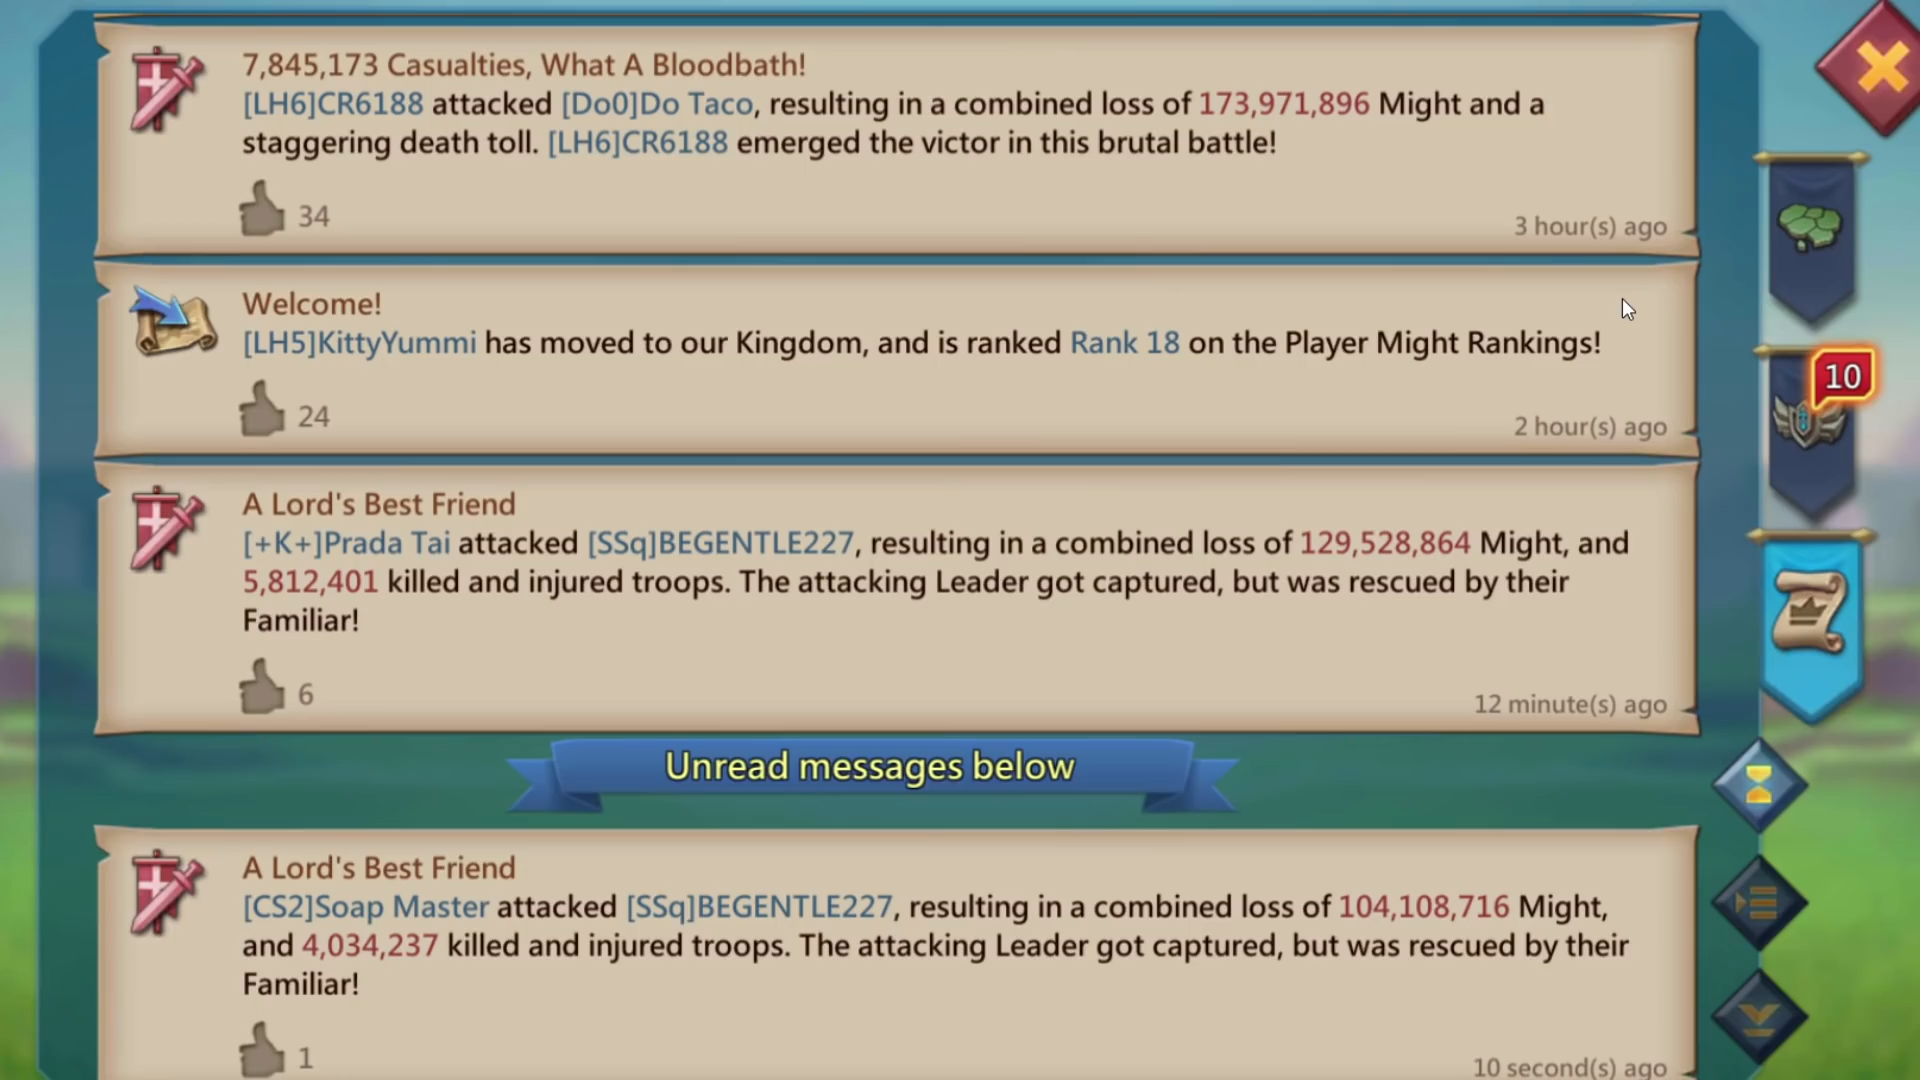 7,845,173 Casualties, What A Bloodbath!
[LH6]CR6188 attacked [Do0]Do Taco, resulting in a combined loss of 173,971,896 Might and a
staggering death toll. [LH6]CR6188 emerged the victor in this brutal battle!
34
3 hour(s) ago
Welcome!
[LH5]KittyYummi has moved to our Kingdom, and is ranked Rank 18 on the Player Might Rankings!
24
2 hour(s) ago
10
A Lord's Best Friend
[+K+]Prada Tai attacked [SSq]BEGENTLE227, resulting in a combined loss of 129,528,864 Might, and
5,812,401 killed and injured troops. The attacking Leader got captured, but was rescued by their
Familiar!
6
12 minute(s) ago
Unread messages below
A Lord's Best Friend
[CS2]Soap Master attacked [SSq]BEGENTLE227, resulting in a combined loss of 104,108,716 Might,
and 4,034,237 killed and injured troops. The attacking Leader got captured, but was rescued by their
Familiar!
1
10 second(s) ago